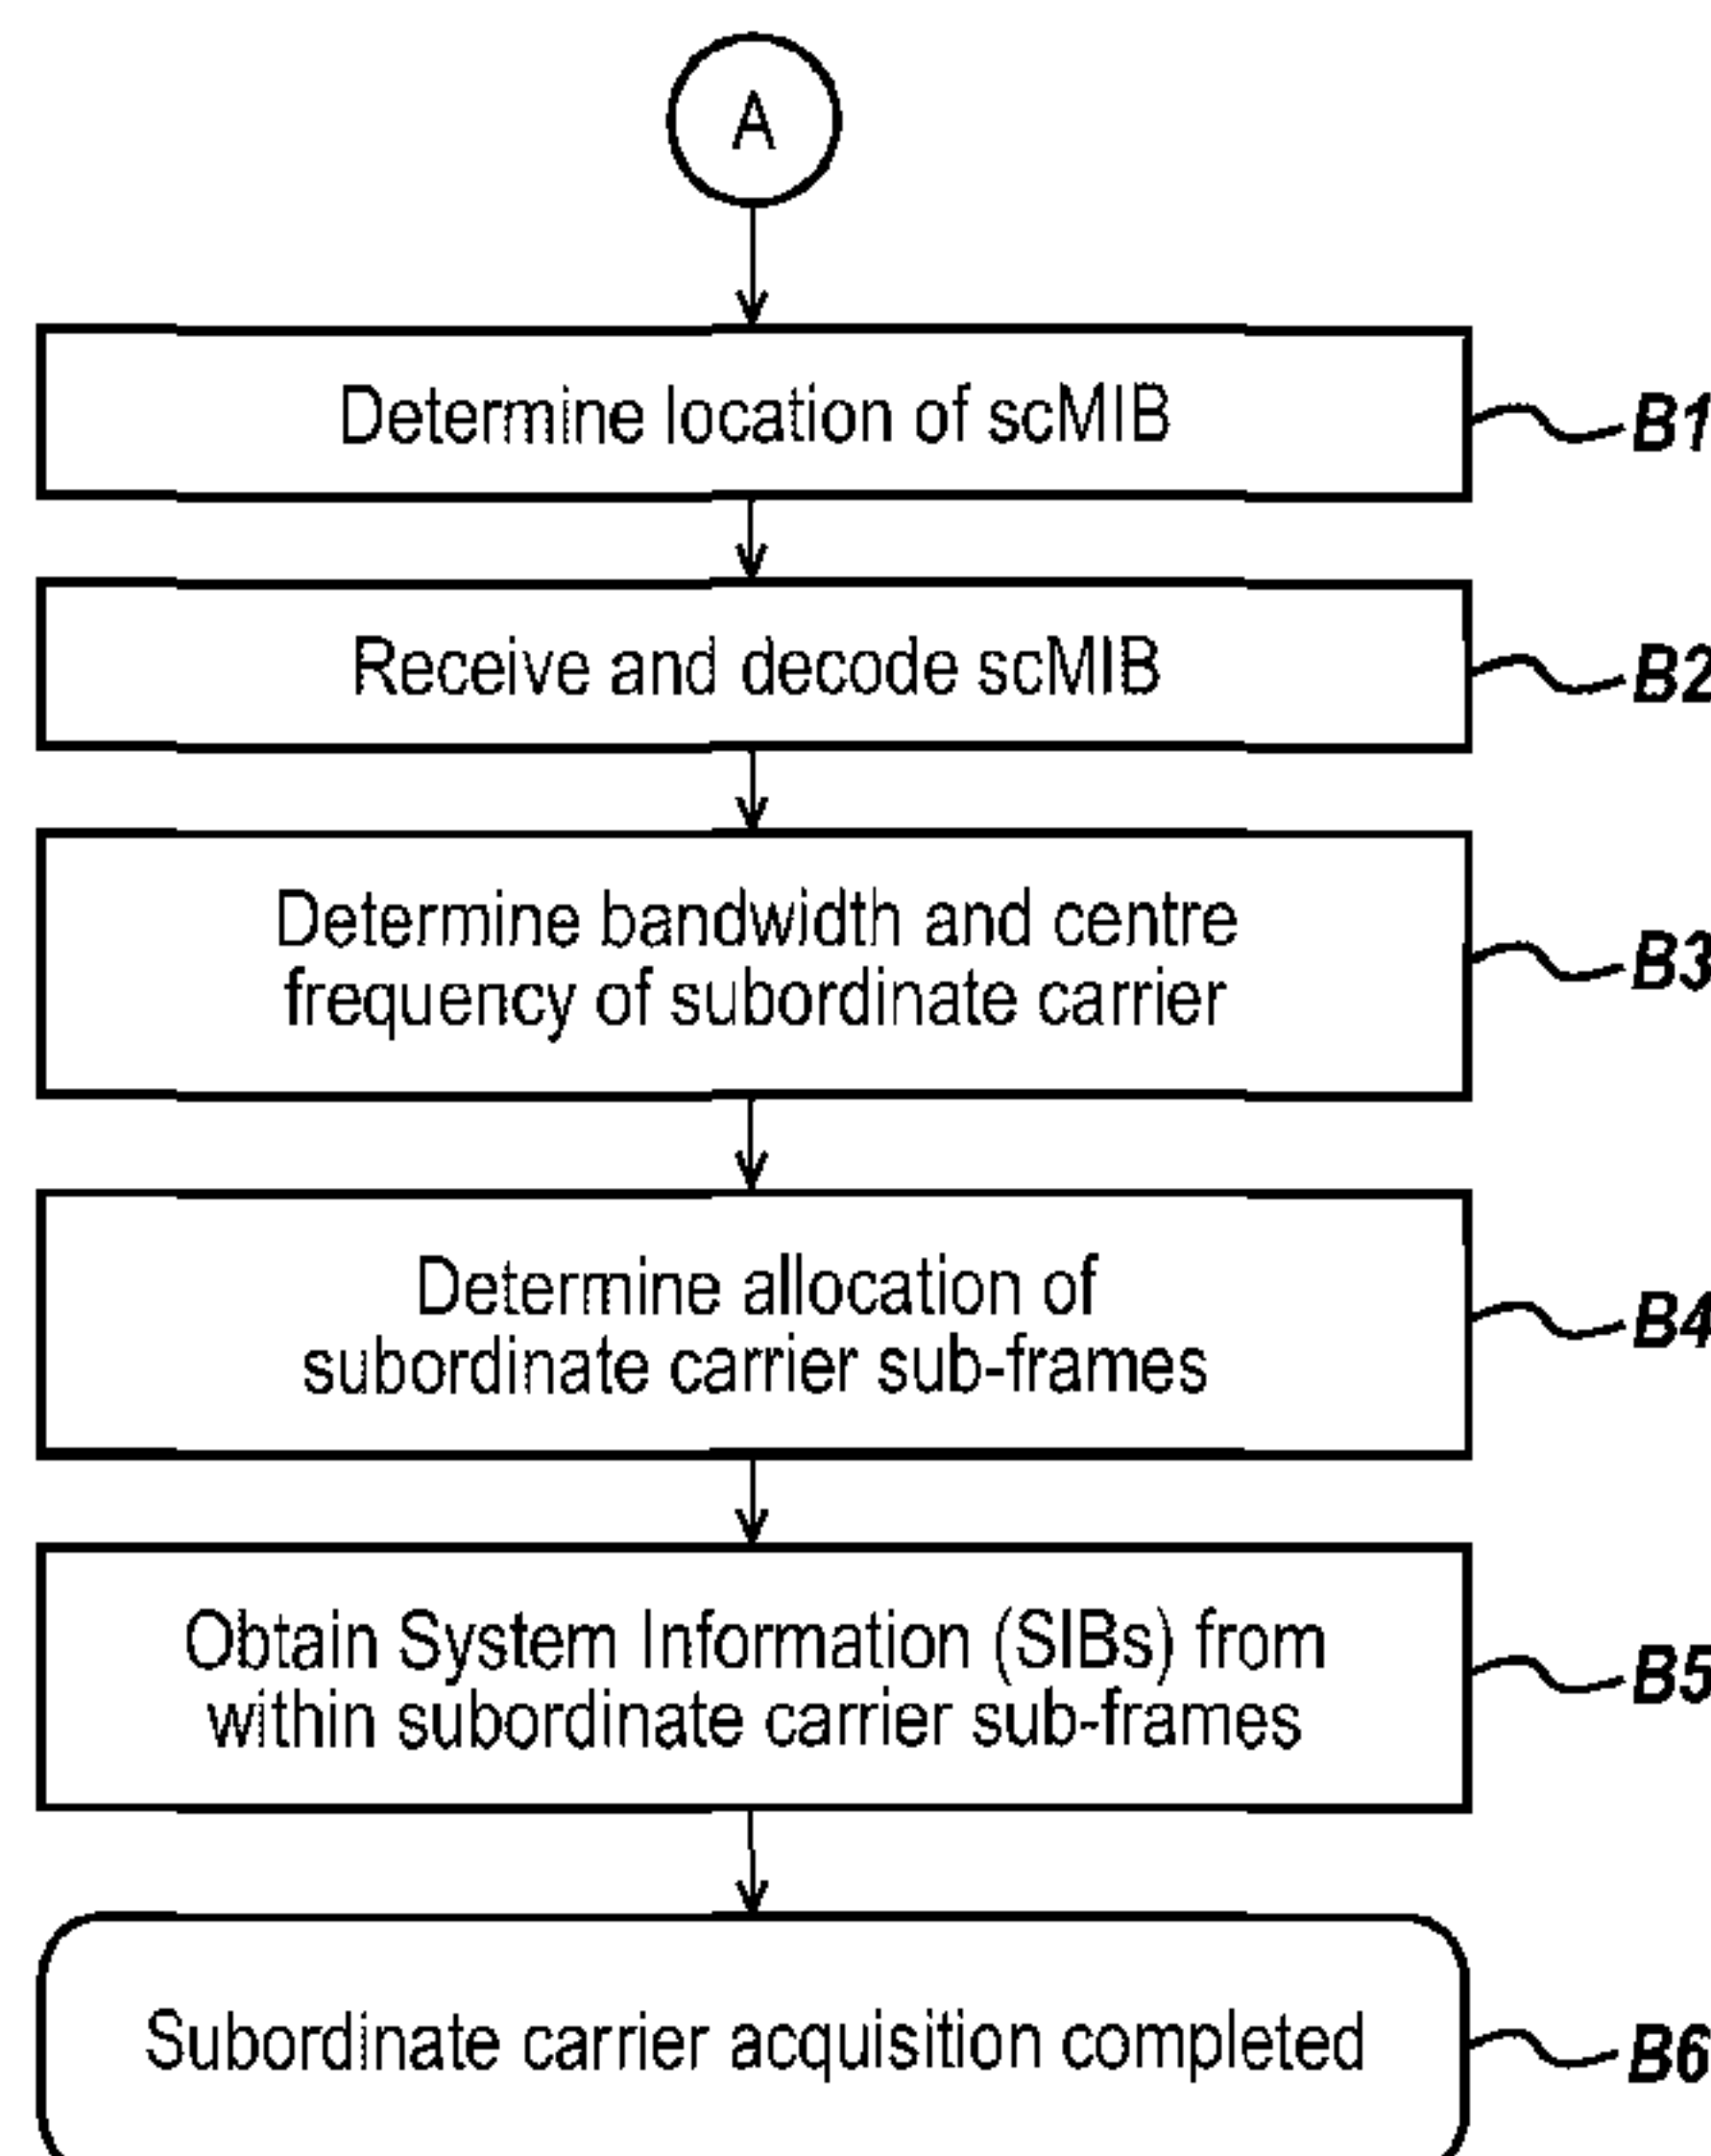 A
Determine location of scMIB
B1
Receive and decode scMIB
B2
Determine bandwidth and centre
frequency of subordinate carrier
B3
Determine allocation of
subordinate carrier sub-frames
B4
Obtain System Information (SIBs) from
within subordinate carrier sub-frames
B5
Subordinate carrier acquisition completed
B6